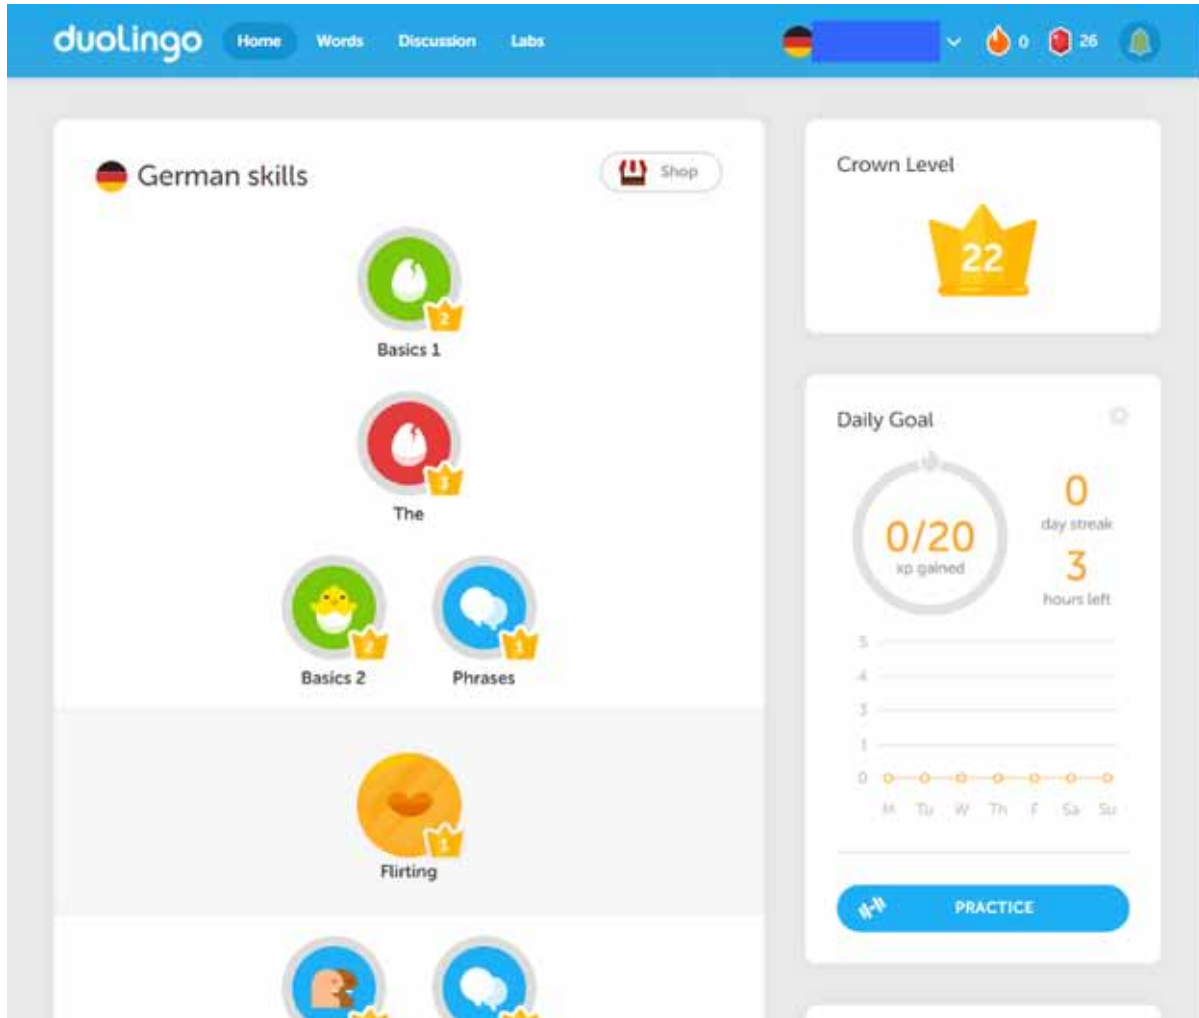 duolingo Home Words Discussion Labs 0 26
German skills
Shop
2
Basics 1
3
The
2
Basics 2
1
Phrases
1
Flirting
Crown Level
22
Daily Goal
0/20
xp gained
0
day streak
3
hours left
5
4
3
1
0
M Tu W Th F Sa Su
PRACTICE